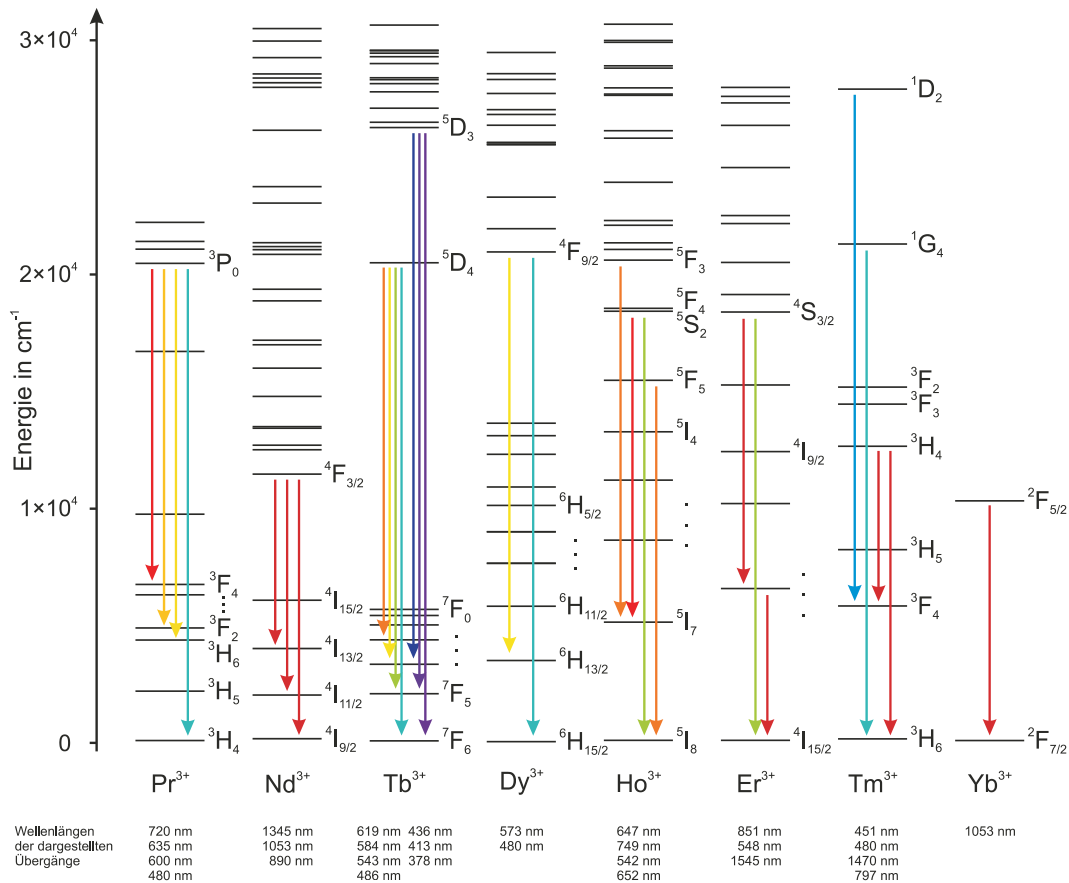 3×10⁴
2×10⁴
1×10⁴
0
Energie in cm⁻¹
³P₀
³F₄
³F₂
³H₆
³H₅
³H₄
⁴F₃/₂
⁴I₁₅/₂
⁴I₁₃/₂
⁴I₁₁/₂
⁴I₉/₂
⁵D₃
⁵D₄
⁷F₀
⁷F₅
⁷F₆
⁴F₉/₂
⁶H₅/₂
⁶H₁₁/₂
⁶H₁₃/₂
⁶H₁₅/₂
⁵F₃
⁵F₄
⁵S₂
⁵F₅
⁵I₄
⁵I₇
⁵I₈
⁴S₃/₂
⁴I₉/₂
⁴I₁₅/₂
¹D₂
¹G₄
³F₂
³F₃
³H₄
³H₅
³F₄
³H₆
²F₅/₂
²F₇/₂
Pr³⁺ Nd³⁺ Tb³⁺ Dy³⁺ Ho³⁺ Er³⁺ Tm³⁺ Yb³⁺
Wellenlängen 720 nm 1345 nm 619 nm 436 nm 573 nm 647 nm 851 nm 451 nm 1053 nm
der dargestellten 635 nm 1053 nm 584 nm 413 nm 480 nm 749 nm 548 nm 480 nm
Übergänge 600 nm 890 nm 543 nm 378 nm 542 nm 1545 nm 1470 nm
480 nm 486 nm 652 nm 797 nm